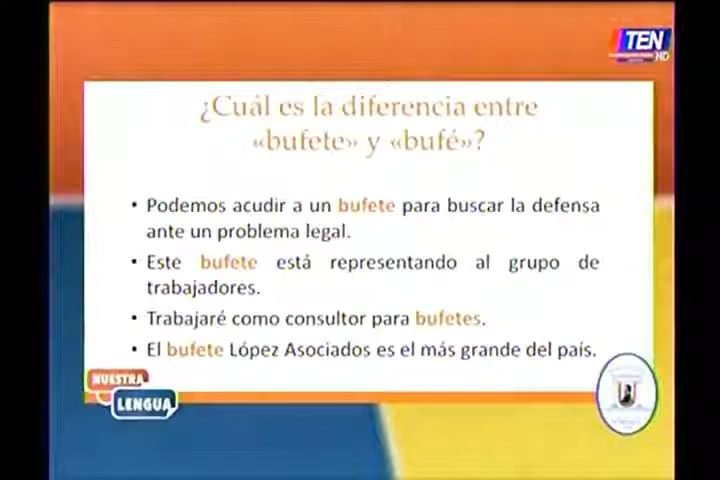 TEN
HD
¿Cuál es la diferencia entre
«bufete» y «bufé»?
• Podemos acudir a un bufete para buscar la defensa
ante un problema legal.
• Este bufete está representando al grupo de
trabajadores.
• Trabajaré como consultor para bufetes.
• El bufete López Asociados es el más grande del país.
NUESTRA
LENGUA